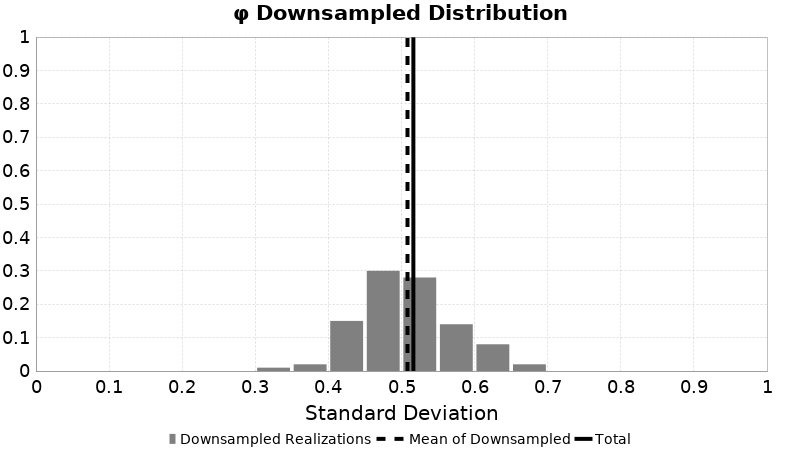 φ Downsampled Distribution
1
0.9
0.8
0.7
0.6
0.5
0.4
0.3
0.2
0.1
0
0 0.1 0.2 0.3 0.4 0.5 0.6 0.7 0.8 0.9 1
Standard Deviation
Downsampled Realizations Mean of Downsampled Total